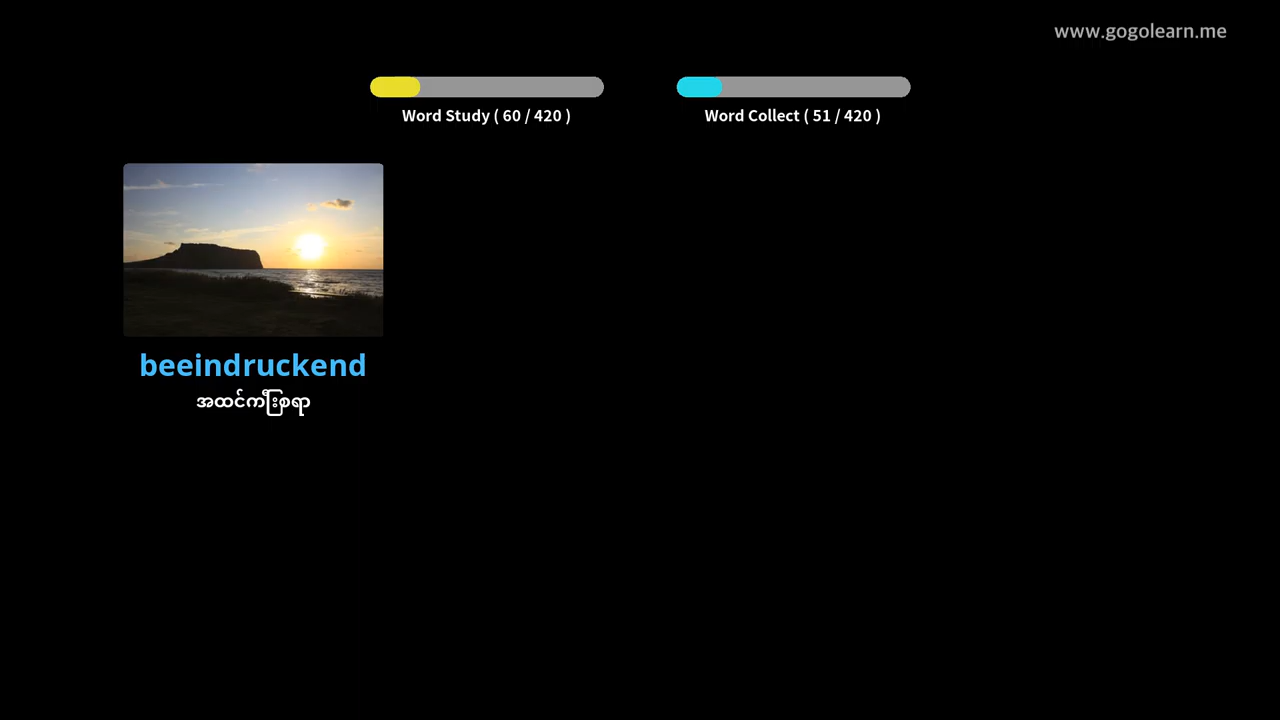 www.gogolearn.me
Word Study ( 60 / 420 )
Word Collect ( 51 / 420 )
beeindruckend
အထင်ကြီးစရာ